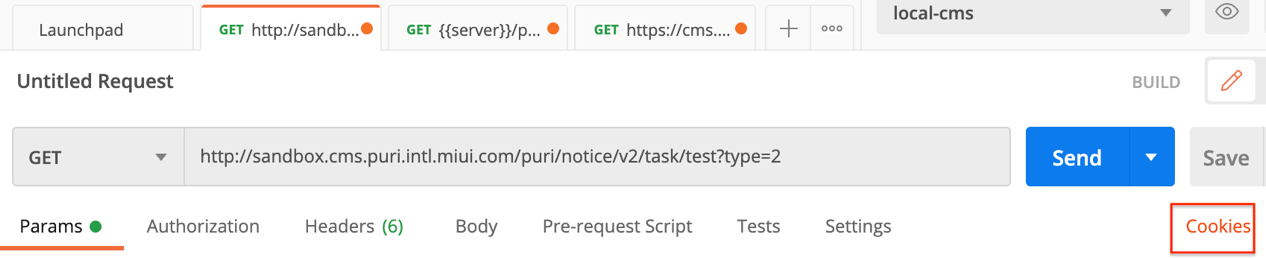 Launchpad GET http://sandb... GET {{server}}/p... GET https://cms.... + ooo local-cms
Untitled Request BUILD
GET http://sandbox.cms.puri.intl.miui.com/puri/notice/v2/task/test?type=2 Send Save
Params Authorization Headers (6) Body Pre-request Script Tests Settings Cookies